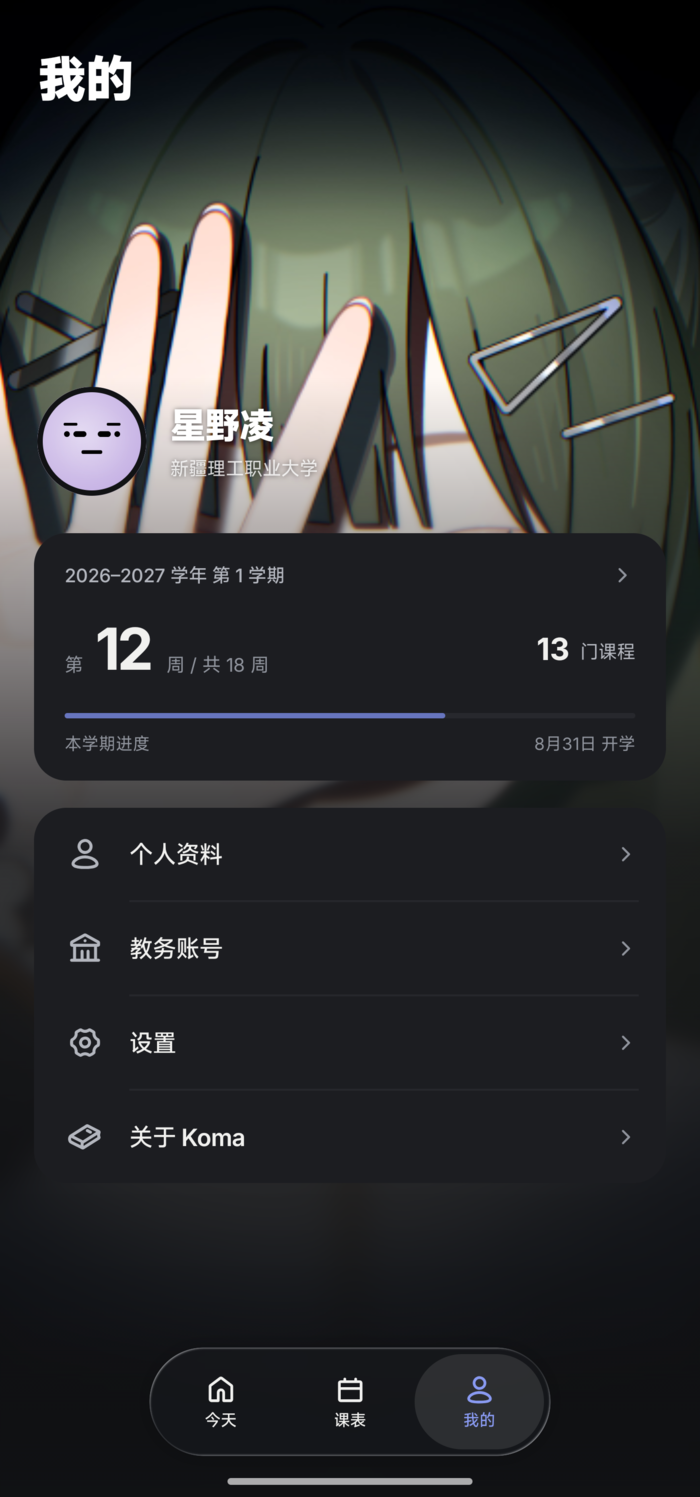 我的
星野凌
新疆理工职业大学
2026–2027 学年 第 1 学期
第 12 周 / 共 18 周
13 门课程
本学期进度
8月31日 开学
个人资料
教务账号
设置
关于 Koma
今天
课表
我的